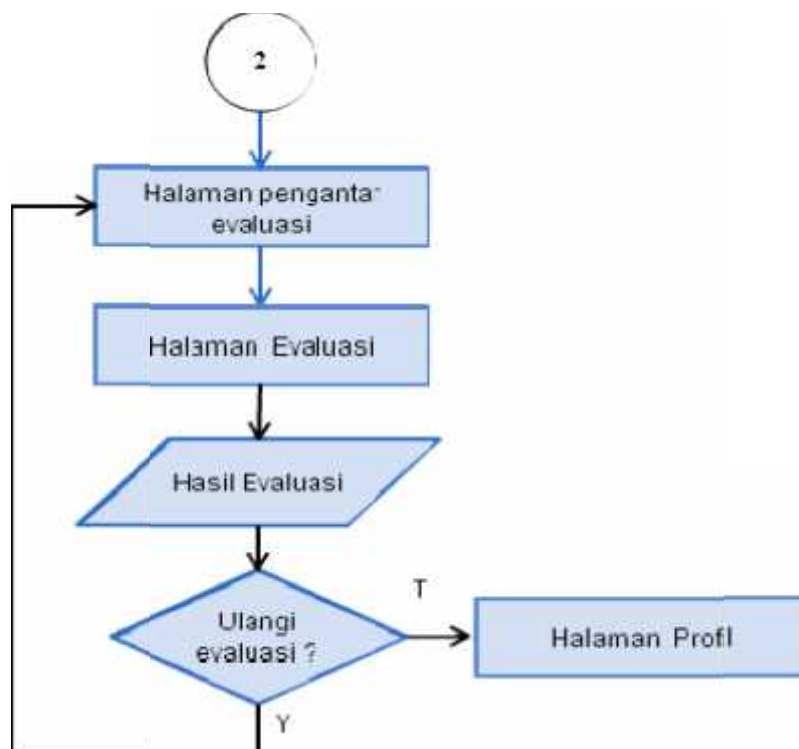 2
Halaman pengantar
evaluasi
Halaman Evaluasi
Hasil Evaluasi
Ulangi
evaluasi ?
T
Halaman Profil
Y